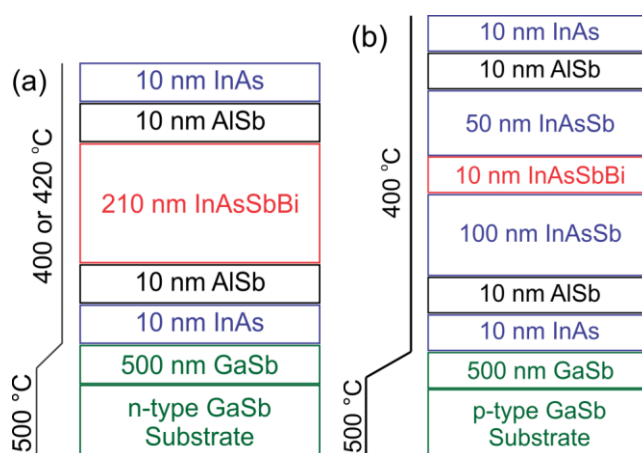 (a)
400 or 420 °C
500 °C
10 nm InAs
10 nm AlSb
210 nm InAsSbBi
10 nm AlSb
10 nm InAs
500 nm GaSb
n-type GaSb
Substrate
(b)
400 °C
500 °C
10 nm InAs
10 nm AlSb
50 nm InAsSb
10 nm InAsSbBi
100 nm InAsSb
10 nm AlSb
10 nm InAs
500 nm GaSb
p-type GaSb
Substrate